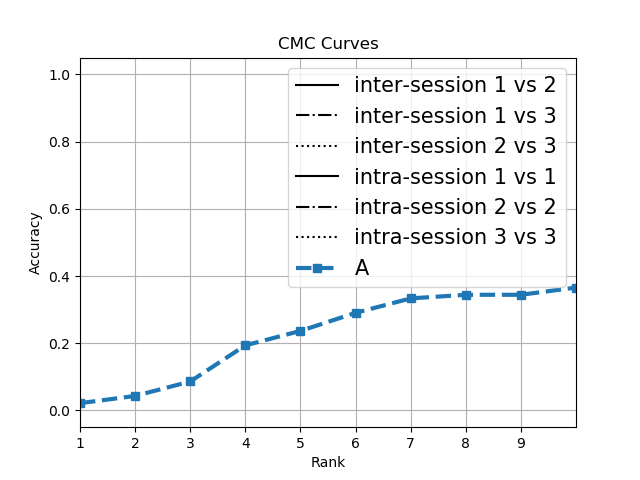 CMC Curves
1.0
0.8
0.6
0.4
0.2
0.0
Accuracy
inter-session 1 vs 2
inter-session 1 vs 3
inter-session 2 vs 3
intra-session 1 vs 1
intra-session 2 vs 2
intra-session 3 vs 3
A
1 2 3 4 5 6 7 8 9
Rank